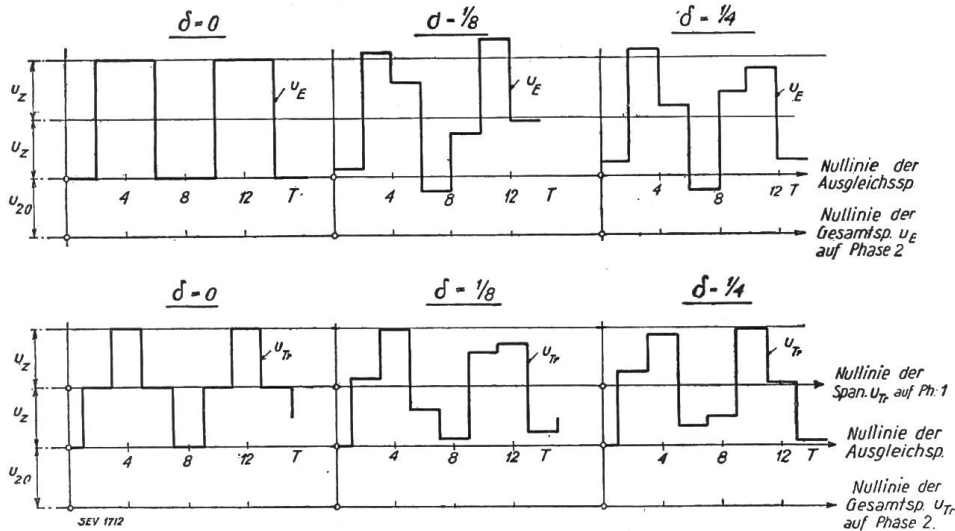 δ = 0
σ = 1/8
δ = 1/4
u_z
u_z
u_20
u_E
u_E
u_E
4 8 12 T
4 8 12 T
4 8 12 T
Nullinie der
Ausgleichssp.
Nullinie der
Gesamtsp. u_E
auf Phase 2
δ = 0
δ = 1/8
δ = 1/4
u_z
u_z
u_20
u_Tr
u_Tr
u_Tr
4 8 12 T
4 8 12 T
4 8 12 T
Nullinie der
Span. u_Tr auf Ph. 1
Nullinie der
Ausgleichsp.
Nullinie der
Gesamtsp. u_Tr
auf Phase 2.
SEV 1712